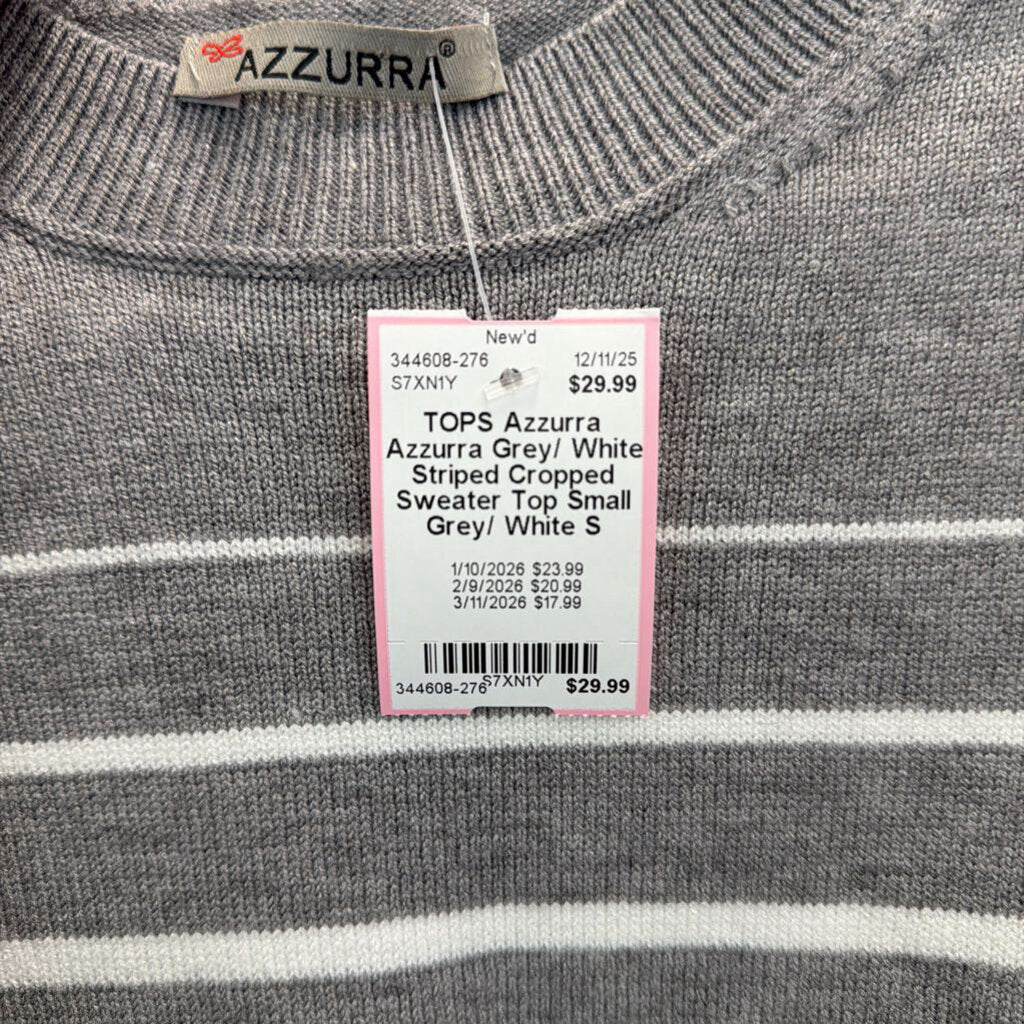 AZZURRA®
New'd
344608-276 12/11/25
S7XN1Y $29.99
TOPS Azzurra
Azzurra Grey/ White
Striped Cropped
Sweater Top Small
Grey/ White S
1/10/2026 $23.99
2/9/2026 $20.99
3/11/2026 $17.99
344608-276 S7XN1Y $29.99